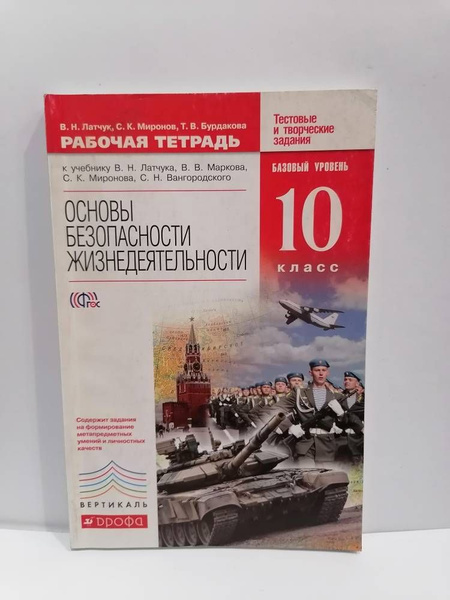 В. Н. Латчук, С. К. Миронов, Т. В. Бурдакова
РАБОЧАЯ ТЕТРАДЬ
к учебнику В. Н. Латчука, В. В. Маркова,
С. К. Миронова, С. Н. Вангородского
Тестовые
и творческие
задания
БАЗОВЫЙ УРОВЕНЬ
10
класс
ОСНОВЫ
БЕЗОПАСНОСТИ
ЖИЗНЕДЕЯТЕЛЬНОСТИ
ФГОС
Содержит задания
на формирование
метапредметных
умений и личностных
качеств
ВЕРТИКАЛЬ
дрофа